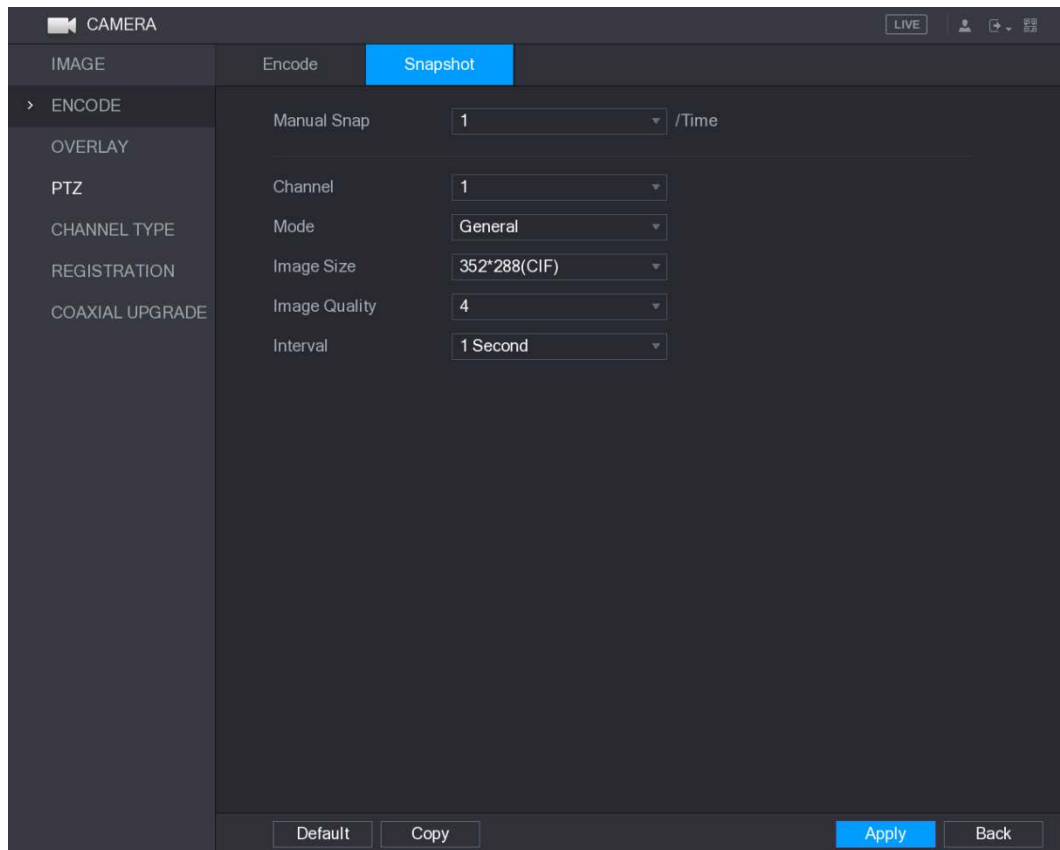 CAMERA LIVE
IMAGE Encode Snapshot
> ENCODE
Manual Snap 1 /Time
OVERLAY
PTZ Channel 1
CHANNEL TYPE Mode General
REGISTRATION Image Size 352*288(CIF)
COAXIAL UPGRADE Image Quality 4
Interval 1 Second
Default Copy Apply Back